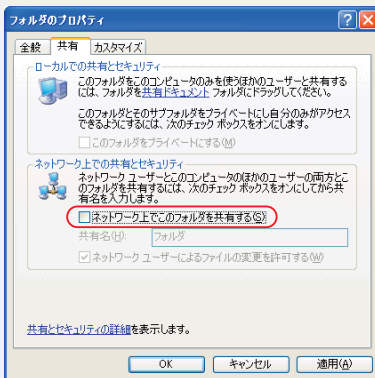 フォルダのプロパティ
全般 共有 カスタマイズ
ローカルでの共有とセキュリティ
このフォルダをこのコンピュータのみを使うほかのユーザーと共有する
には、フォルダを共有ドキュメント フォルダにドラッグしてください。
このフォルダとそのサブフォルダをプライベートにし自分のみがアクセス
できるようにするには、次のチェック ボックスをオンにします。
このフォルダをプライベートにする(M)
ネットワーク上での共有とセキュリティ
ネットワーク ユーザーとこのコンピュータのほかのユーザーの両方とこ
のフォルダを共有するには、次のチェック ボックスをオンにしてから共
有名を入力します。
ネットワーク上でこのフォルダを共有する(S)
共有名(H): フォルダ
ネットワーク ユーザーによるファイルの変更を許可する(W)
共有とセキュリティの詳細を表示します。
OK キャンセル 適用(A)